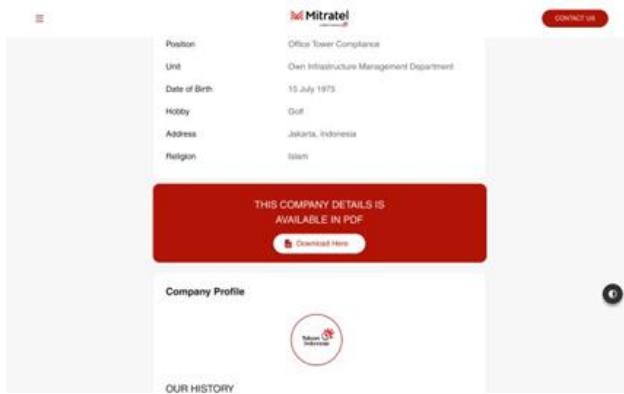 Mitratel
CONTACT US
Position Office Tower Compliance
Unit Own Infrastructure Management Department
Date of Birth 15 July 1975
Hobby Golf
Address Jakarta, Indonesia
Religion Islam
THIS COMPANY DETAILS IS
AVAILABLE IN PDF
Download Here
Company Profile
Telkom
Indonesia
OUR HISTORY